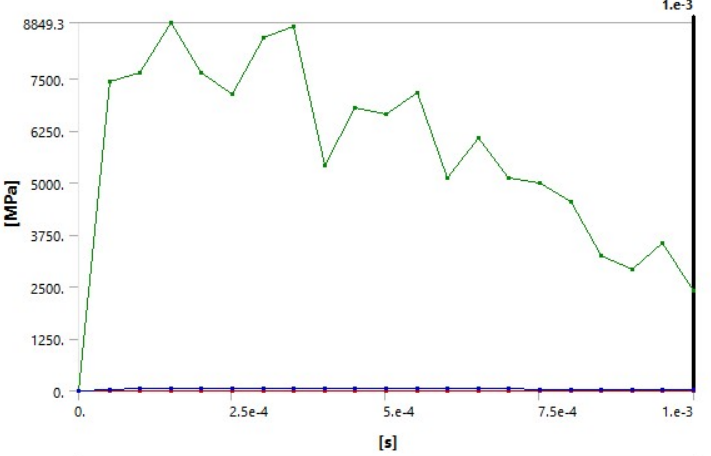 1.e-3
8849.3
7500.
6250.
5000.
3750.
2500.
1250.
0.
[MPa]
0.
2.5e-4
5.e-4
7.5e-4
1.e-3
[s]